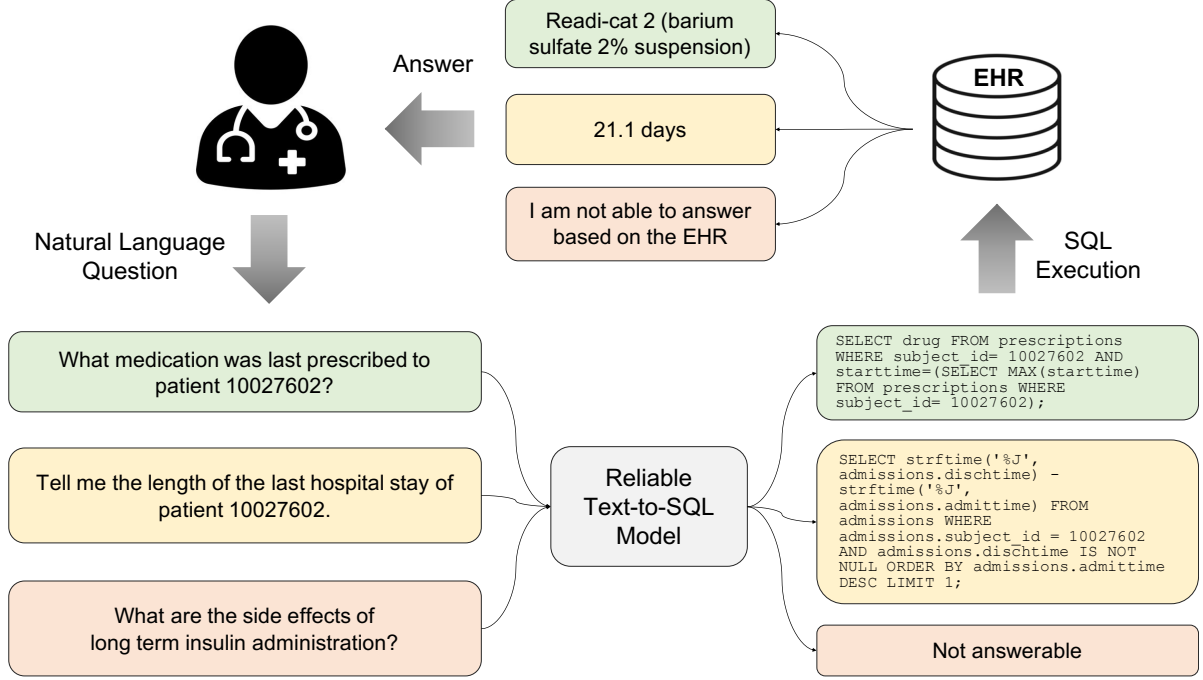 Readi-cat 2 (barium
sulfate 2% suspension)
Answer
EHR
21.1 days
I am not able to answer
based on the EHR
Natural Language
Question
SQL
Execution
What medication was last prescribed to
patient 10027602?
Tell me the length of the last hospital stay of
patient 10027602.
What are the side effects of
long term insulin administration?
Reliable
Text-to-SQL
Model
SELECT drug FROM prescriptions
WHERE subject_id= 10027602 AND
starttime=(SELECT MAX(starttime)
FROM prescriptions WHERE
subject_id= 10027602);
SELECT strftime('%J',
admissions.dischtime) -
strftime('%J',
admissions.admittime) FROM
admissions WHERE
admissions.subject_id = 10027602
AND admissions.dischtime IS NOT
NULL ORDER BY admissions.admittime
DESC LIMIT 1;
Not answerable